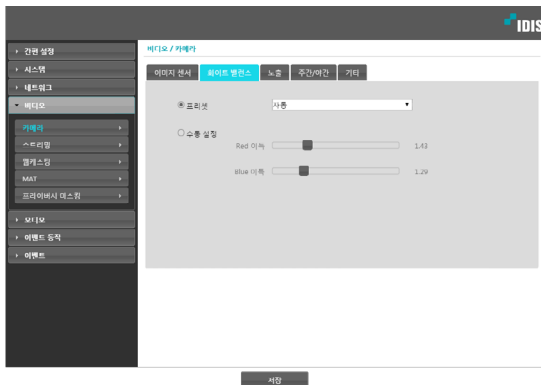 IDIS
간편 설정
시스템
네트워크
비디오
카메라
스트리밍
웹캐스팅
MAT
프라이버시 마스킹
오디오
이벤트 동작
이벤트
비디오 / 카메라
이미지 센서 화이트 밸런스 노출 주간/야간 기타
프리셋 자동
수동 설정
Red 이득 1.43
Blue 이득 1.29
저장